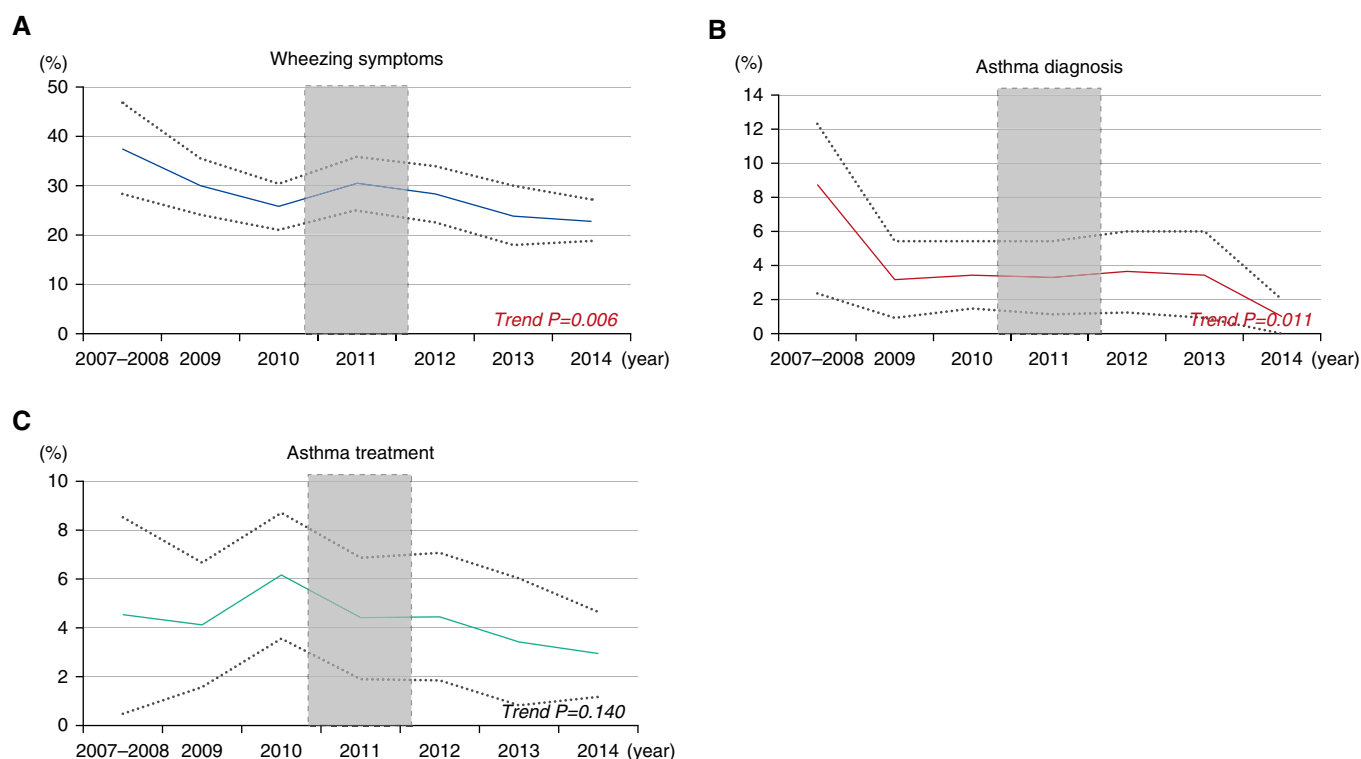 A
Wheezing symptoms
(%)
50
40
30
20
10
0
Trend P=0.006
2007–2008 2009 2010 2011 2012 2013 2014 (year)
B
Asthma diagnosis
(%)
14
12
10
8
6
4
2
0
Trend P=0.011
2007–2008 2009 2010 2011 2012 2013 2014 (year)
C
Asthma treatment
(%)
10
8
6
4
2
0
Trend P=0.140
2007–2008 2009 2010 2011 2012 2013 2014 (year)